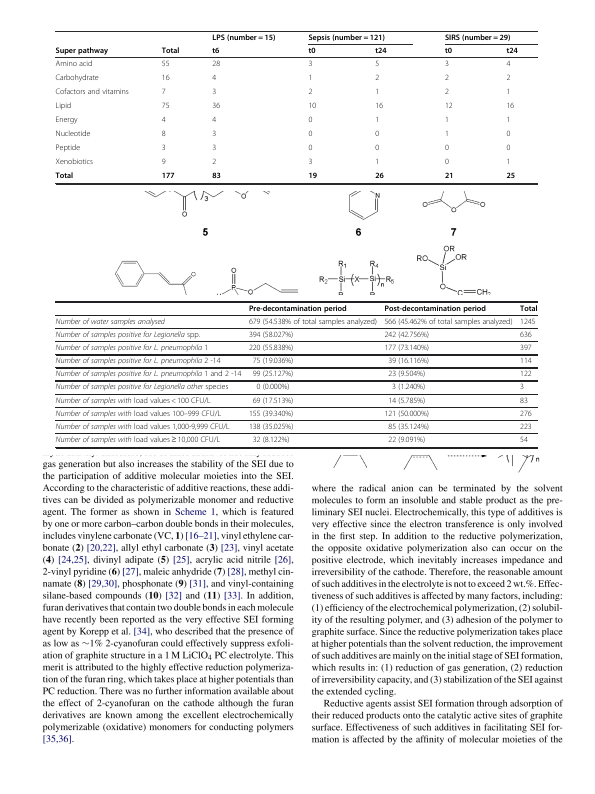 LPS (number = 15) Sepsis (number = 121) SIRS (number = 29)
Super pathway Total t6 t0 t24 t0 t24
Amino acid 55 28 3 5 3 4
Carbohydrate 16 4 1 2 2 2
Cofactors and vitamins 7 3 2 1 2 1
Lipid 75 36 10 16 12 16
Energy 4 4 0 1 1 1
Nucleotide 8 3 0 0 1 0
Peptide 3 3 0 0 0 0
Xenobiotics 9 2 3 1 0 1
Total 177 83 19 26 21 25
O )3 O N O O O
5 6 7
O P O O R1 R4 R2 Si (X Si)n R6 RO Si OR OR O C=CH2
Pre-decontamination period Post-decontamination period Total
Number of water samples analysed 679 (54.538% of total samples analyzed) 566 (45.462% of total samples analyzed) 1245
Number of samples positive for Legionella spp. 394 (58.027%) 242 (42.756%) 636
Number of samples positive for L. pneumophila 1 220 (55.838%) 177 (73.140%) 397
Number of samples positive for L. pneumophila 2 -14 75 (19.036%) 39 (16.116%) 114
Number of samples positive for L. pneumophila 1 and 2 -14 99 (25.127%) 23 (9.504%) 122
Number of samples positive for Legionella other species 0 (0.000%) 3 (1.240%) 3
Number of samples with load values < 100 CFU/L 69 (17.513%) 14 (5.785%) 83
Number of samples with load values 100–999 CFU/L 155 (39.340%) 121 (50.000%) 276
Number of samples with load values 1,000-9,999 CFU/L 138 (35.025%) 85 (35.124%) 223
Number of samples with load values ≥ 10,000 CFU/L 32 (8.122%) 22 (9.091%) 54
n
gas generation but also increases the stability of the SEI due to
the participation of additive molecular moieties into the SEI.
According to the characteristic of additive reactions, these addi-
tives can be divided as polymerizable monomer and reductive
agent. The former as shown in Scheme 1, which is featured
by one or more carbon–carbon double bonds in their molecules,
includes vinylene carbonate (VC, 1) [16–21], vinyl ethylene car-
bonate (2) [20,22], allyl ethyl carbonate (3) [23], vinyl acetate
(4) [24,25], divinyl adipate (5) [25], acrylic acid nitrile [26],
2-vinyl pyridine (6) [27], maleic anhydride (7) [28], methyl cin-
namate (8) [29,30], phosphonate (9) [31], and vinyl-containing
silane-based compounds (10) [32] and (11) [33]. In addition,
furan derivatives that contain two double bonds in each molecule
have recently been reported as the very effective SEI forming
agent by Korepp et al. [34], who described that the presence of
as low as ~1% 2-cyanofuran could effectively suppress exfoli-
ation of graphite structure in a 1 M LiClO4 PC electrolyte. This
merit is attributed to the highly effective reduction polymeriza-
tion of the furan ring, which takes place at higher potentials than
PC reduction. There was no further information available about
the effect of 2-cyanofuran on the cathode although the furan
derivatives are known among the excellent electrochemically
polymerizable (oxidative) monomers for conducting polymers
[35,36].
where the radical anion can be terminated by the solvent
molecules to form an insoluble and stable product as the pre-
liminary SEI nuclei. Electrochemically, this type of additives is
very effective since the electron transference is only involved
in the first step. In addition to the reductive polymerization,
the opposite oxidative polymerization also can occur on the
positive electrode, which inevitably increases impedance and
irreversibility of the cathode. Therefore, the reasonable amount
of such additives in the electrolyte is not to exceed 2 wt.%. Effec-
tiveness of such additives is affected by many factors, including:
(1) efficiency of the electrochemical polymerization, (2) solubil-
ity of the resulting polymer, and (3) adhesion of the polymer to
graphite surface. Since the reductive polymerization takes place
at higher potentials than the solvent reduction, the improvement
of such additives are mainly on the initial stage of SEI formation,
which results in: (1) reduction of gas generation, (2) reduction
of irreversibility capacity, and (3) stabilization of the SEI against
the extended cycling.
Reductive agents assist SEI formation through adsorption of
their reduced products onto the catalytic active sites of graphite
surface. Effectiveness of such additives in facilitating SEI for-
mation is affected by the affinity of molecular moieties of the